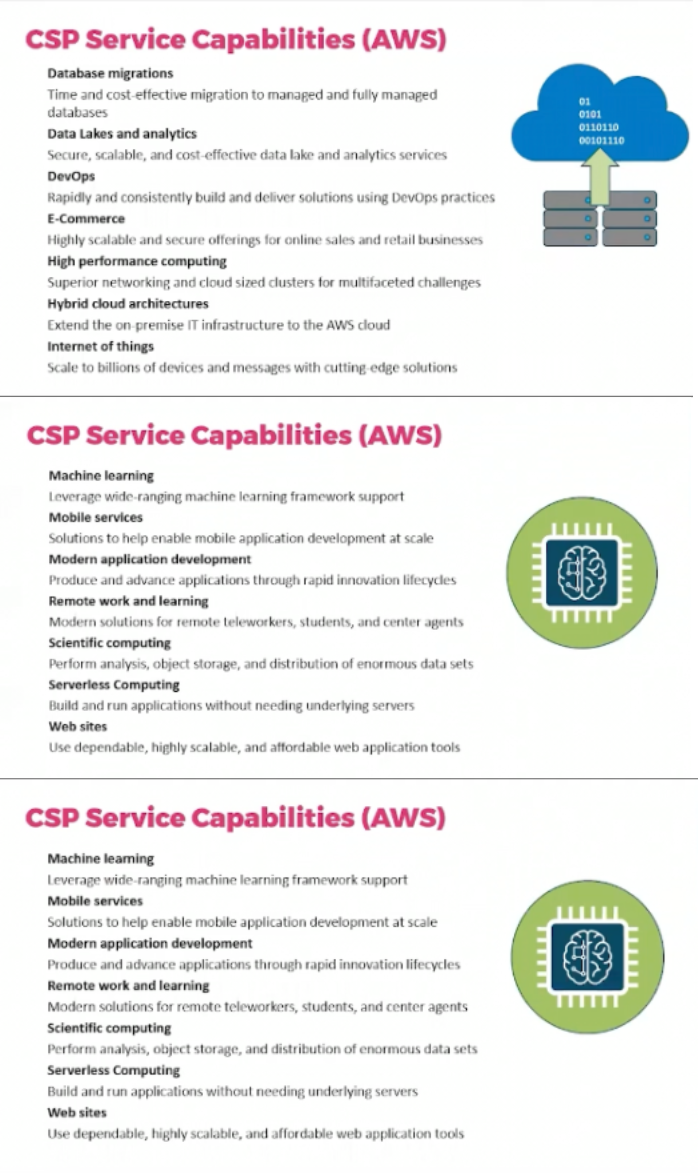 CSP Service Capabilities (AWS)
Database migrations
Time and cost-effective migration to managed and fully managed
databases
Data Lakes and analytics
Secure, scalable, and cost-effective data lake and analytics services
DevOps
Rapidly and consistently build and deliver solutions using DevOps practices
E-Commerce
Highly scalable and secure offerings for online sales and retail businesses
High performance computing
Superior networking and cloud sized clusters for multifaceted challenges
Hybrid cloud architectures
Extend the on-premise IT infrastructure to the AWS cloud
Internet of things
Scale to billions of devices and messages with cutting-edge solutions
01
0101
0110110
00101110
CSP Service Capabilities (AWS)
Machine learning
Leverage wide-ranging machine learning framework support
Mobile services
Solutions to help enable mobile application development at scale
Modern application development
Produce and advance applications through rapid innovation lifecycles
Remote work and learning
Modern solutions for remote teleworkers, students, and center agents
Scientific computing
Perform analysis, object storage, and distribution of enormous data sets
Serverless Computing
Build and run applications without needing underlying servers
Web sites
Use dependable, highly scalable, and affordable web application tools
CSP Service Capabilities (AWS)
Machine learning
Leverage wide-ranging machine learning framework support
Mobile services
Solutions to help enable mobile application development at scale
Modern application development
Produce and advance applications through rapid innovation lifecycles
Remote work and learning
Modern solutions for remote teleworkers, students, and center agents
Scientific computing
Perform analysis, object storage, and distribution of enormous data sets
Serverless Computing
Build and run applications without needing underlying servers
Web sites
Use dependable, highly scalable, and affordable web application tools